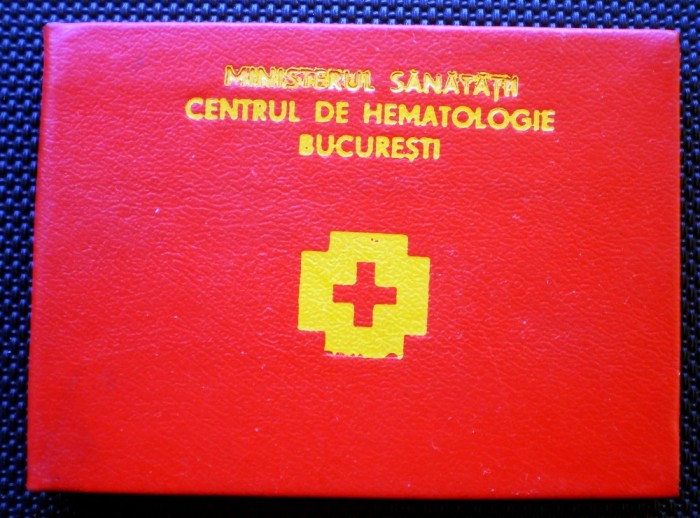 MINISTERUL SĂNĂTĂȚII
CENTRUL DE HEMATOLOGIE
BUCUREȘTI